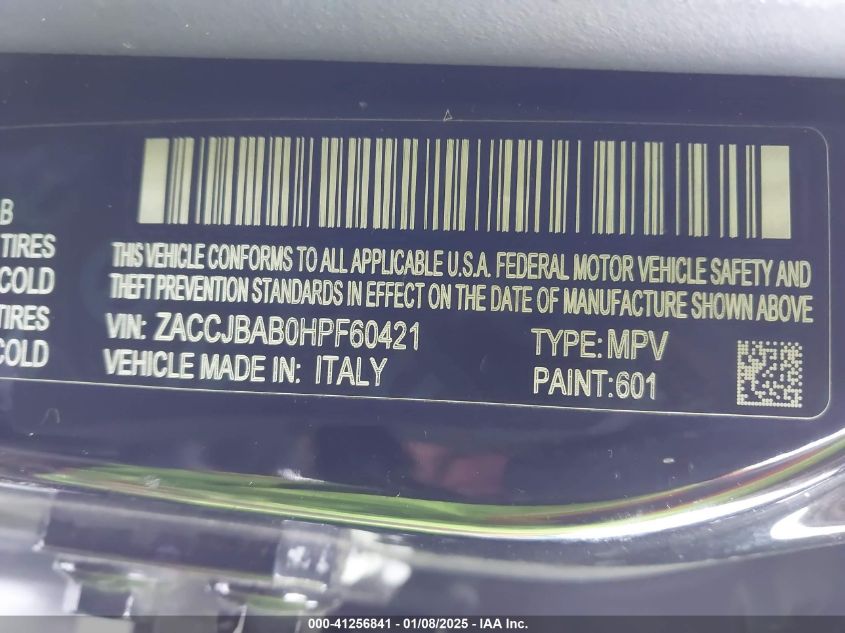 B
TIRES
COLD
TIRES
COLD
THIS VEHICLE CONFORMS TO ALL APPLICABLE U.S.A. FEDERAL MOTOR VEHICLE SAFETY AND
THEFT PREVENTION STANDARDS IN EFFECT ON THE DATE OF MANUFACTURE SHOWN ABOVE
VIN: ZACCJBAB0HPF60421 TYPE: MPV
VEHICLE MADE IN: ITALY PAINT:601
000-41256841 - 01/08/2025 - IAA Inc.